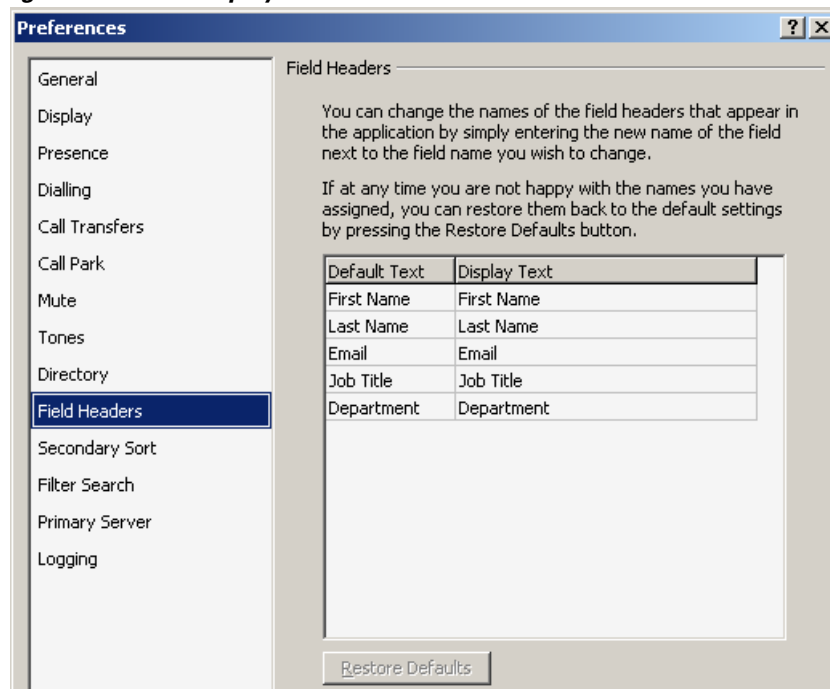 Preferences
General
Display
Presence
Dialling
Call Transfers
Call Park
Mute
Tones
Directory
Field Headers
Secondary Sort
Filter Search
Primary Server
Logging
Field Headers
You can change the names of the field headers that appear in
the application by simply entering the new name of the field
next to the field name you wish to change.
If at any time you are not happy with the names you have
assigned, you can restore them back to the default settings
by pressing the Restore Defaults button.
Default Text Display Text
First Name First Name
Last Name Last Name
Email Email
Job Title Job Title
Department Department
Restore Defaults